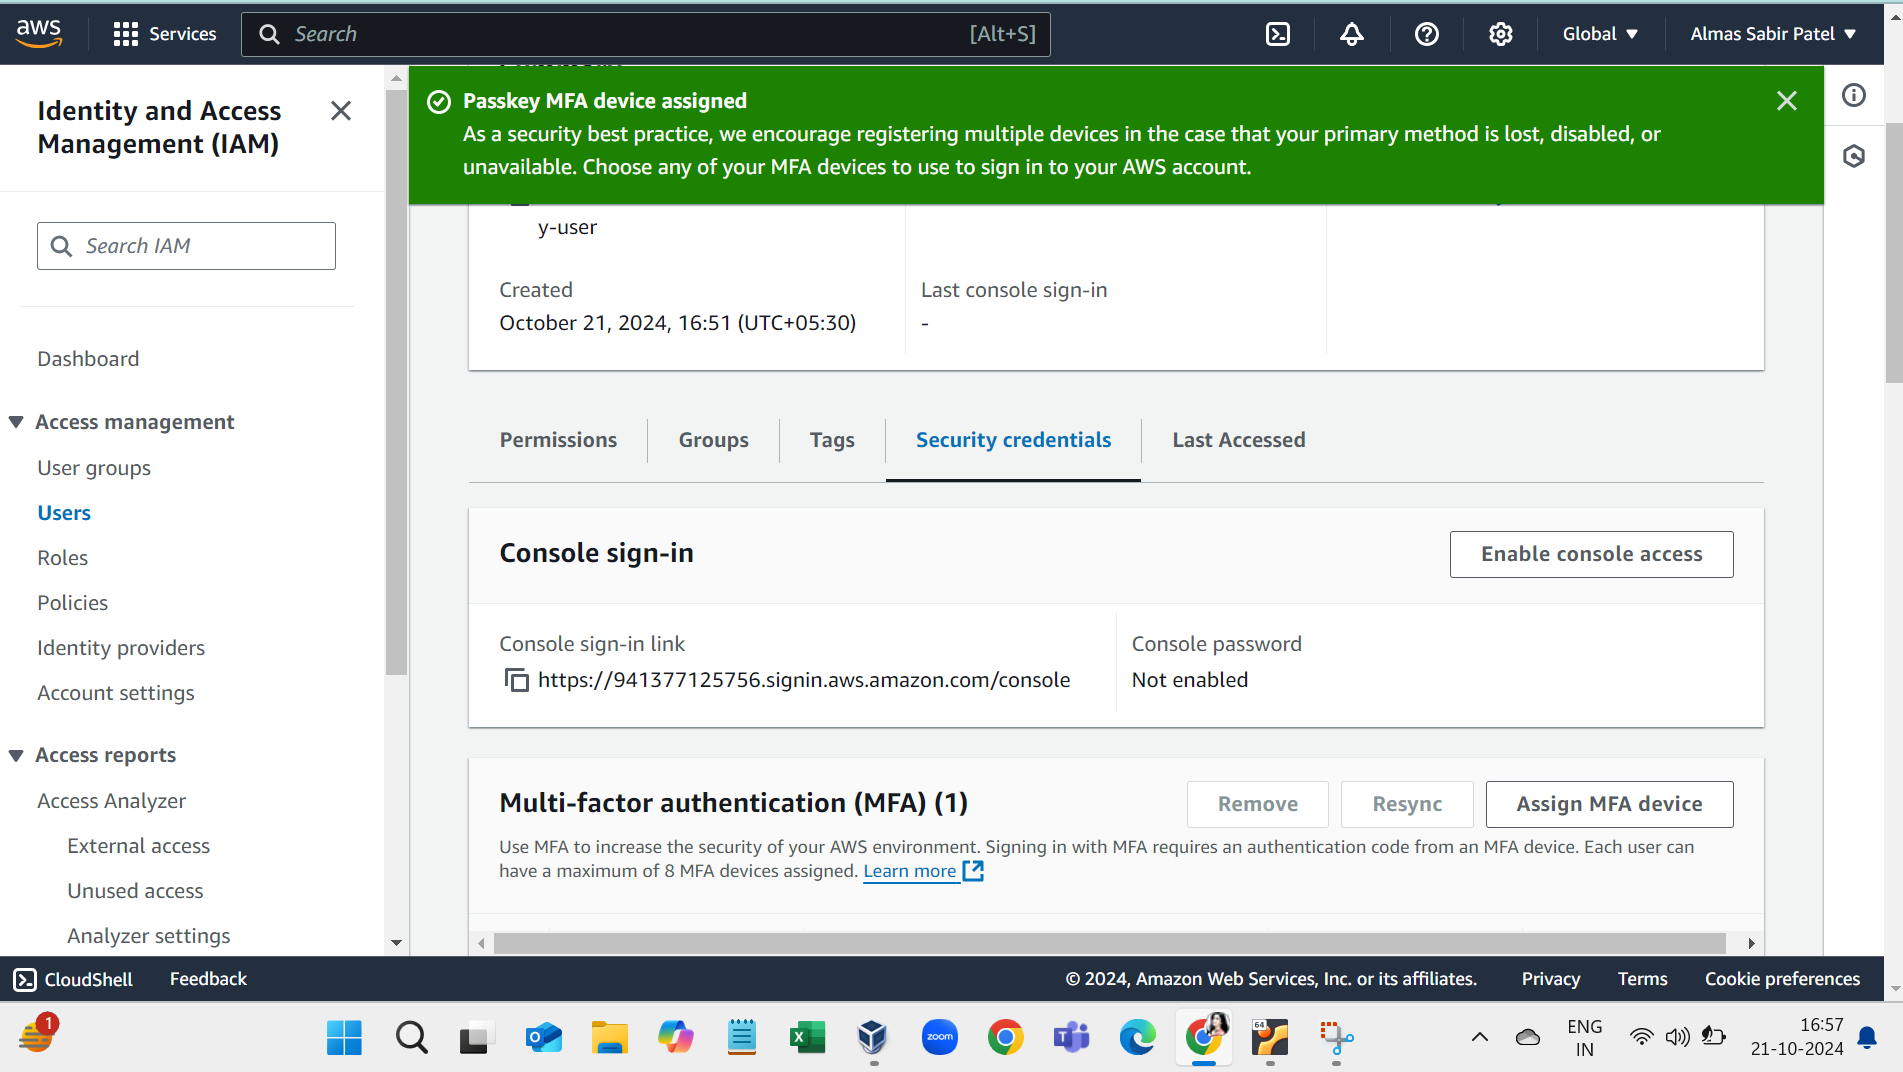 aws
Services
Search
[Alt+S]
Global
Almas Sabir Patel
Identity and Access
Management (IAM)
Search IAM
Dashboard
Access management
User groups
Users
Roles
Policies
Identity providers
Account settings
Access reports
Access Analyzer
External access
Unused access
Analyzer settings
Passkey MFA device assigned
As a security best practice, we encourage registering multiple devices in the case that your primary method is lost, disabled, or
unavailable. Choose any of your MFA devices to use to sign in to your AWS account.
y-user
Created
October 21, 2024, 16:51 (UTC+05:30)
Last console sign-in
-
Permissions
Groups
Tags
Security credentials
Last Accessed
Console sign-in
Enable console access
Console sign-in link
https://941377125756.signin.aws.amazon.com/console
Console password
Not enabled
Multi-factor authentication (MFA) (1)
Remove
Resync
Assign MFA device
Use MFA to increase the security of your AWS environment. Signing in with MFA requires an authentication code from an MFA device. Each user can
have a maximum of 8 MFA devices assigned. Learn more
CloudShell
Feedback
© 2024, Amazon Web Services, Inc. or its affiliates.
Privacy
Terms
Cookie preferences
1
zoom
64
ENG
IN
16:57
21-10-2024